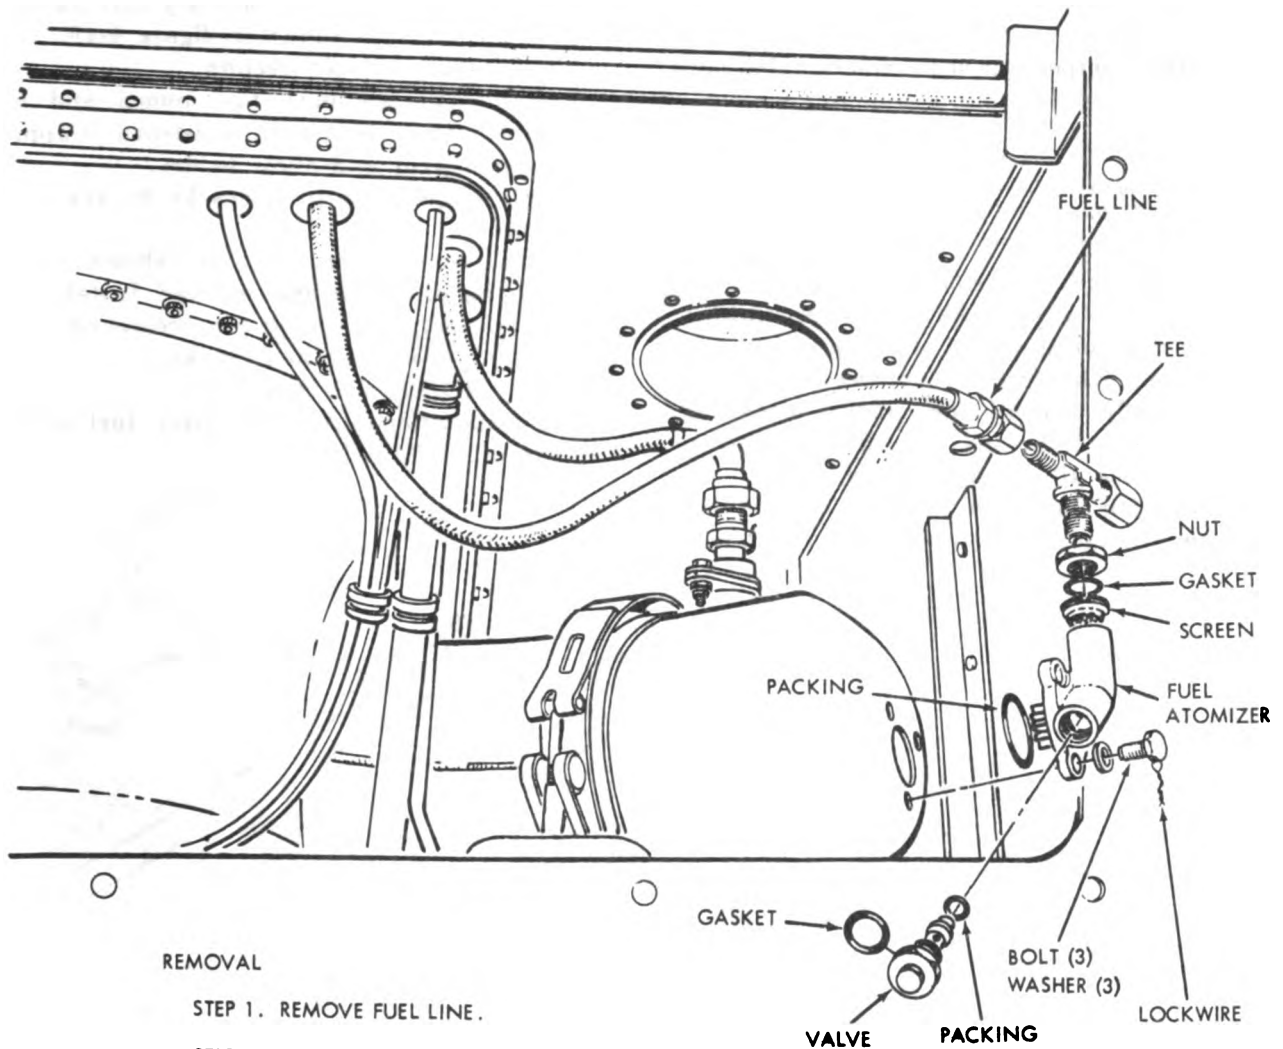 FUEL LINE
TEE
NUT
GASKET
SCREEN
PACKING
FUEL
ATOMIZER
GASKET
BOLT (3)
WASHER (3)
LOCKWIRE
VALVE
PACKING
REMOVAL
STEP 1. REMOVE FUEL LINE.